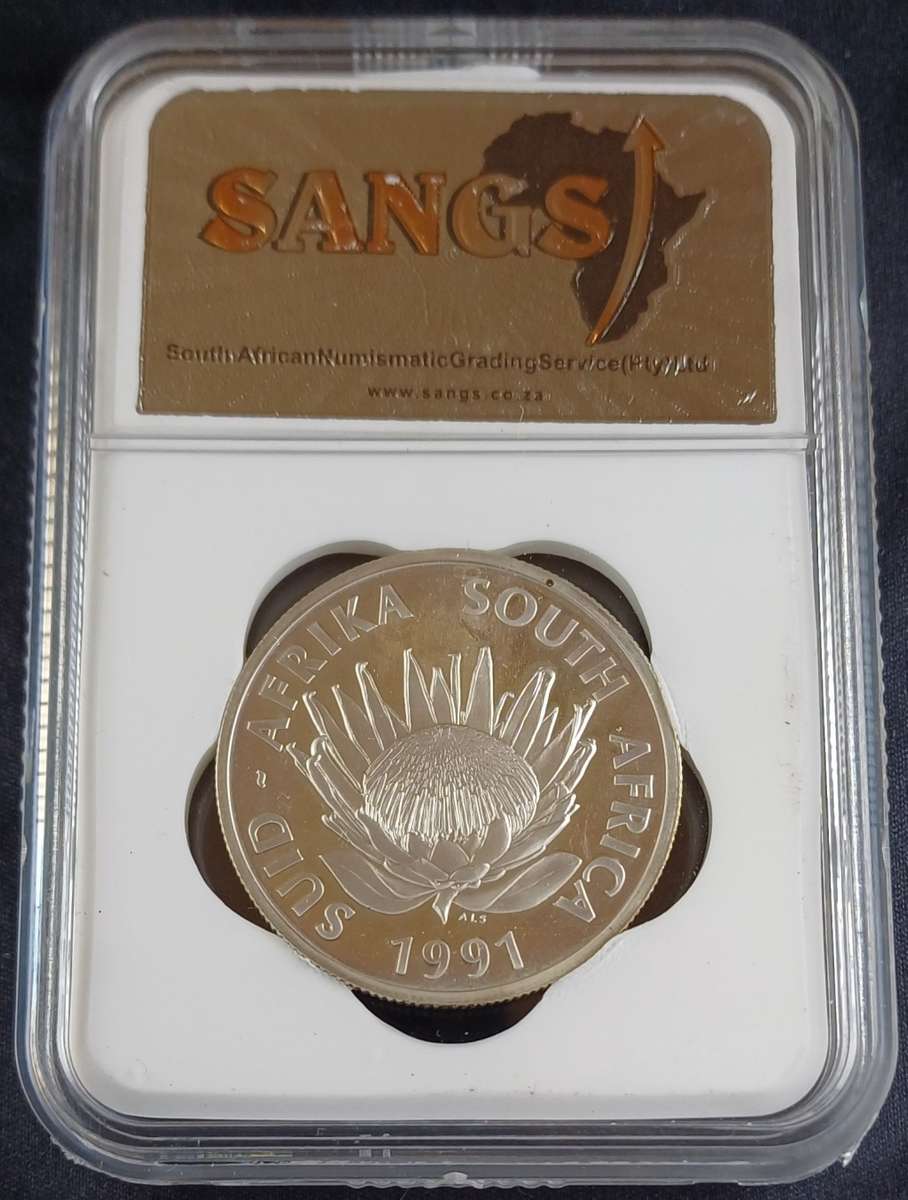 SANGS
SouthAfricanNumismaticGradingService(Pty)Ltd
www.sangs.co.za
SUID-AFRIKA SOUTH AFRICA
ALS
1991